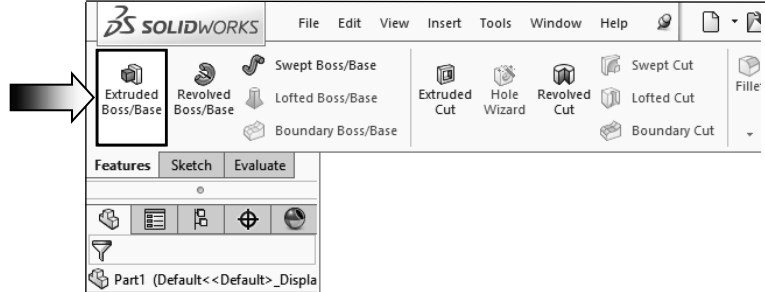 SOLIDWORKS File Edit View Insert Tools Window Help
Extruded Boss/Base
Revolved Boss/Base
Swept Boss/Base
Lofted Boss/Base
Boundary Boss/Base
Extruded Cut
Hole Wizard
Revolved Cut
Swept Cut
Lofted Cut
Boundary Cut
Features Sketch Evaluate
Part1 (Default<<Default>_Displa